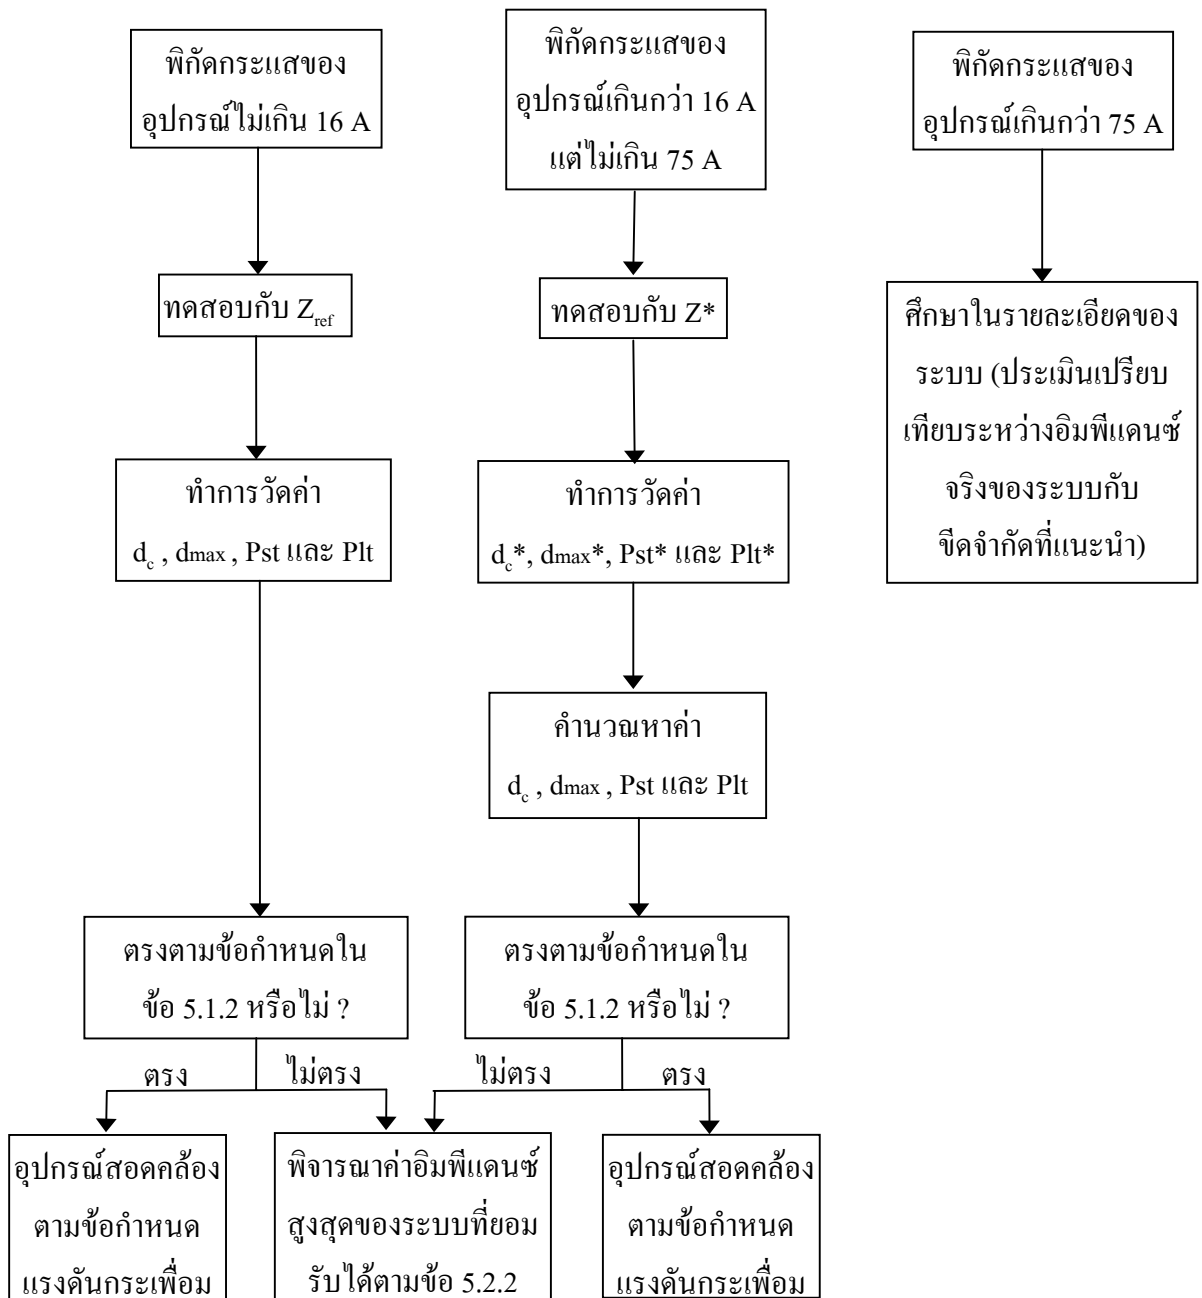 พิกัดกระแสของ
อุปกรณ์ไม่เกิน 16 A
ทดสอบกับ Zref
ทำการวัดค่า
dc , dmax , Pst และ Plt
ตรงตามข้อกำหนดใน
ข้อ 5.1.2 หรือไม่ ?
ตรง
ไม่ตรง
อุปกรณ์สอดคล้อง
ตามข้อกำหนด
แรงดันกระเพื่อม
พิกัดกระแสของ
อุปกรณ์เกินกว่า 16 A
แต่ไม่เกิน 75 A
ทดสอบกับ Z*
ทำการวัดค่า
dc*, dmax*, Pst* และ Plt*
คำนวณหาค่า
dc , dmax , Pst และ Plt
ตรงตามข้อกำหนดใน
ข้อ 5.1.2 หรือไม่ ?
ไม่ตรง
ตรง
พิจารณาค่าอิมพีแดนซ์
สูงสุดของระบบที่ยอม
รับได้ตามข้อ 5.2.2
อุปกรณ์สอดคล้อง
ตามข้อกำหนด
แรงดันกระเพื่อม
พิกัดกระแสของ
อุปกรณ์เกินกว่า 75 A
ศึกษาในรายละเอียดของ
ระบบ (ประเมินเปรียบ
เทียบระหว่างอิมพีแดนซ์
จริงของระบบกับ
ขีดจำกัดที่แนะนำ)